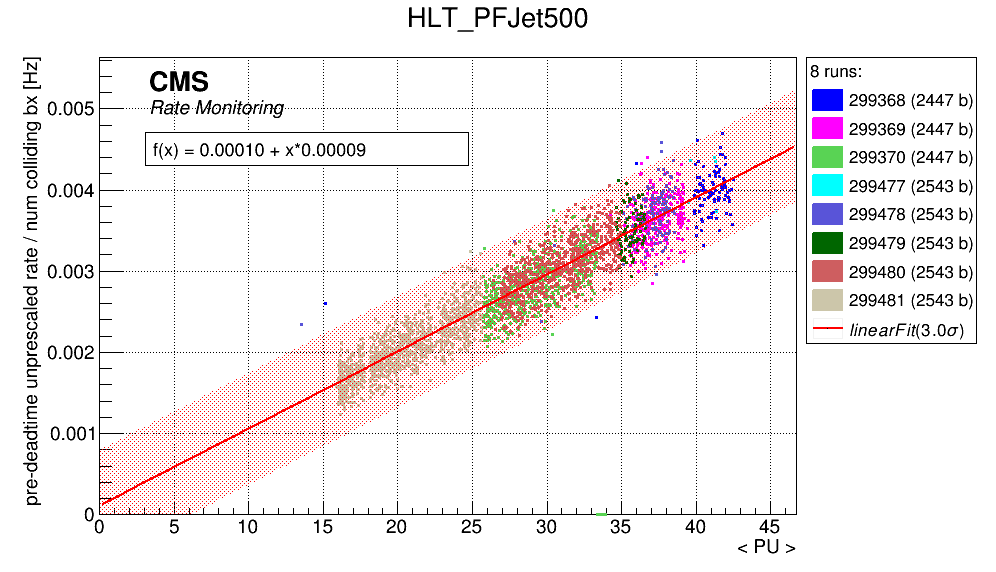 HLT_PFJet500
pre-deadtime unprescaled rate / num colliding bx [Hz]
CMS
Rate Monitoring
f(x) = 0.00010 + x*0.00009
0.005
0.004
0.003
0.002
0.001
0
0 5 10 15 20 25 30 35 40 45
< PU >
8 runs:
299368 (2447 b)
299369 (2447 b)
299370 (2447 b)
299477 (2543 b)
299478 (2543 b)
299479 (2543 b)
299480 (2543 b)
299481 (2543 b)
linearFit(3.0σ)